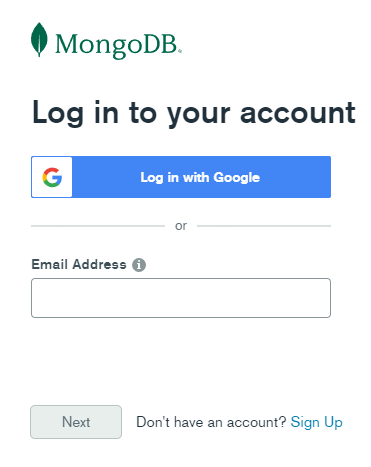 MongoDB.
Log in to your account
Log in with Google
or
Email Address
Next
Don't have an account? Sign Up